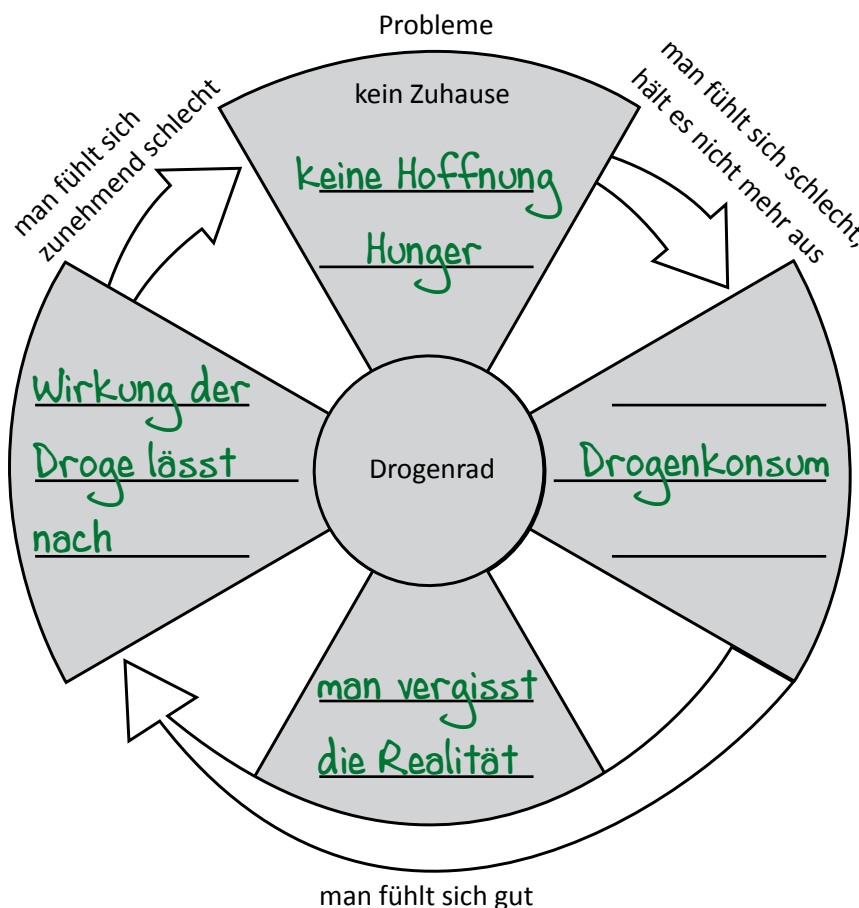 Probleme
man fühlt sich
zunehmend schlecht
kein Zuhause
keine Hoffnung
Hunger
man fühlt sich schlecht,
hält es nicht mehr aus
Wirkung der
Droge lässt
nach
Drogenrad
Drogenkonsum
man vergisst
die Realität
man fühlt sich gut